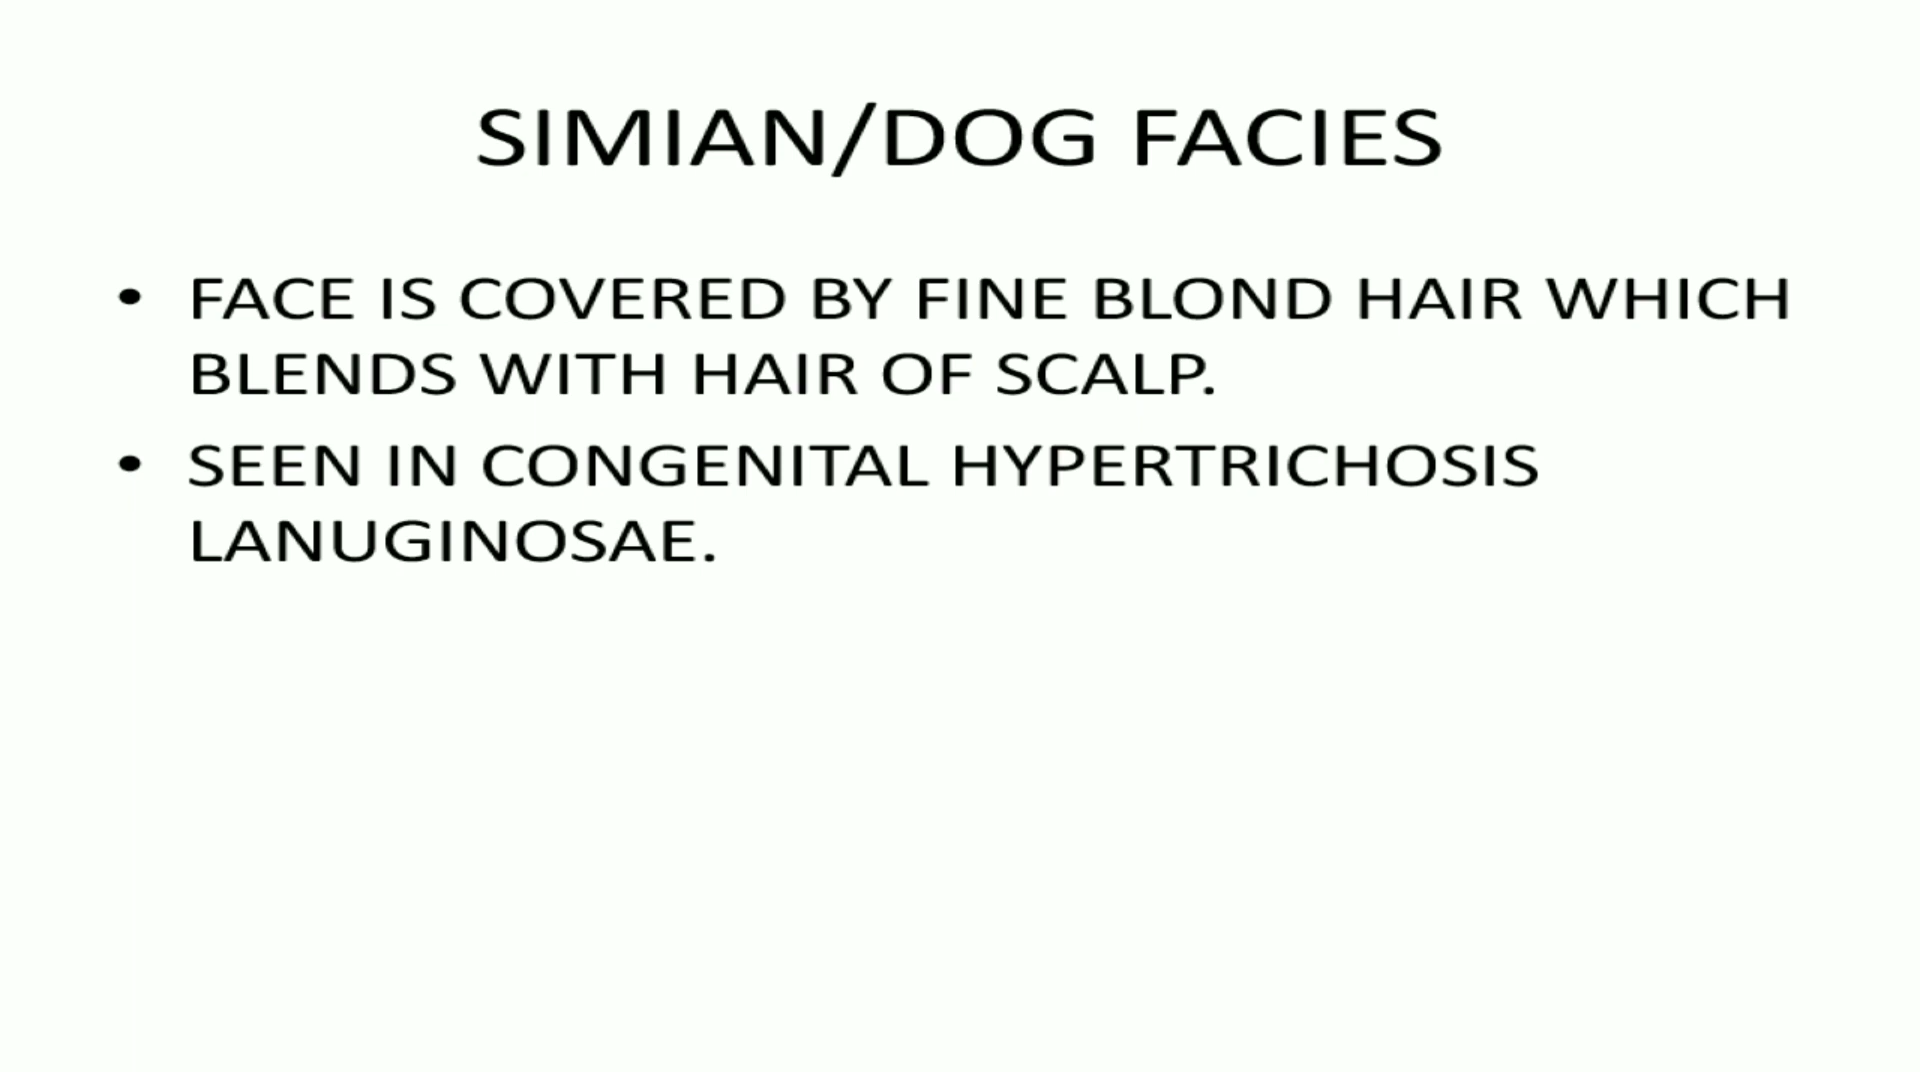 SIMIAN/DOG FACIES
• FACE IS COVERED BY FINE BLOND HAIR WHICH
BLENDS WITH HAIR OF SCALP.
• SEEN IN CONGENITAL HYPERTRICHOSIS
LANUGINOSAE.